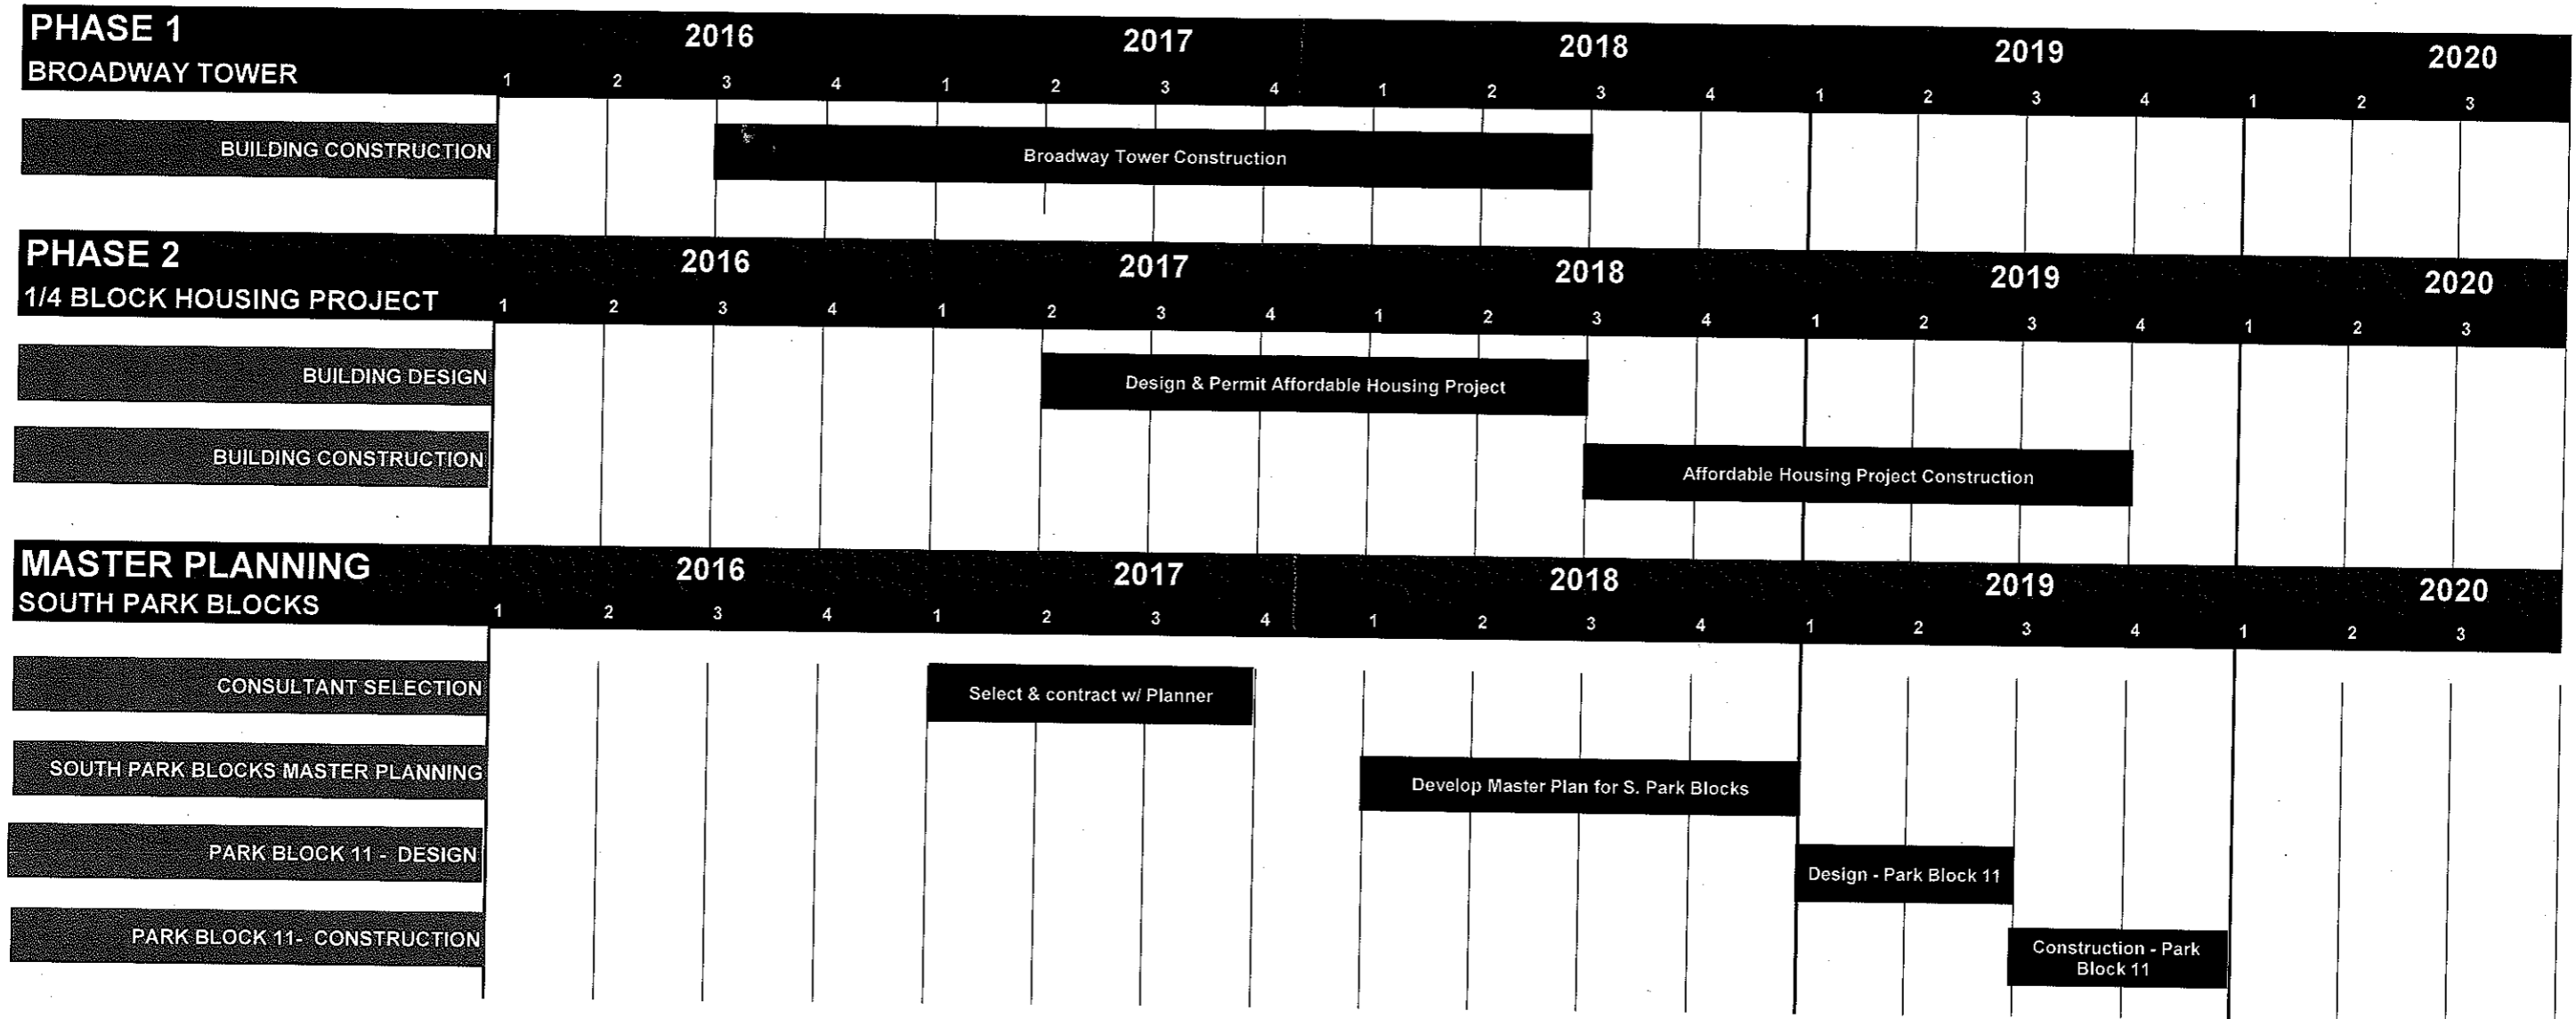 PHASE 1
2016 2017 2018 2019 2020
BROADWAY TOWER
1 2 3 4 1 2 3 4 1 2 3 4 1 2 3 4 1 2 3
BUILDING CONSTRUCTION
Broadway Tower Construction
PHASE 2
2016 2017 2018 2019 2020
1/4 BLOCK HOUSING PROJECT
1 2 3 4 1 2 3 4 1 2 3 4 1 2 3 4 1 2 3
BUILDING DESIGN
Design & Permit Affordable Housing Project
BUILDING CONSTRUCTION
Affordable Housing Project Construction
MASTER PLANNING
2016 2017 2018 2019 2020
SOUTH PARK BLOCKS
1 2 3 4 1 2 3 4 1 2 3 4 1 2 3 4 1 2 3
CONSULTANT SELECTION
Select & contract w/ Planner
SOUTH PARK BLOCKS MASTER PLANNING
Develop Master Plan for S. Park Blocks
PARK BLOCK 11 - DESIGN
Design - Park Block 11
PARK BLOCK 11- CONSTRUCTION
Construction - Park
Block 11